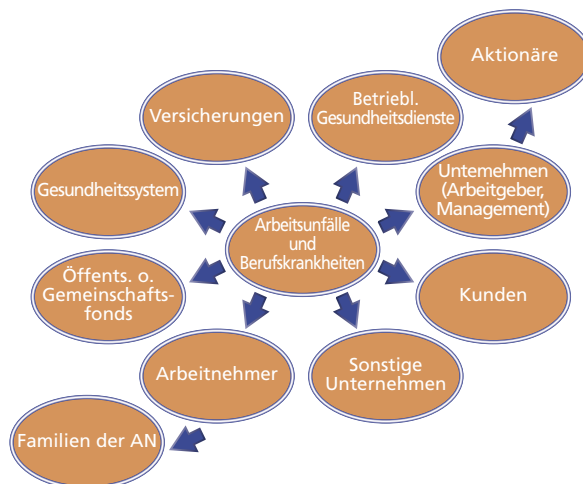 Aktionäre
Versicherungen
Betriebl.
Gesundheitsdienste
Gesundheitssystem
Untemehmen
(Arbeitgeber,
Management)
Arbeitsunfälle
und
Berufskrankheiten
Öffents. o.
Gemeinschafts-
fonds
Kunden
Arbeitnehmer
Sonstige
Unternehmen
Familien der AN